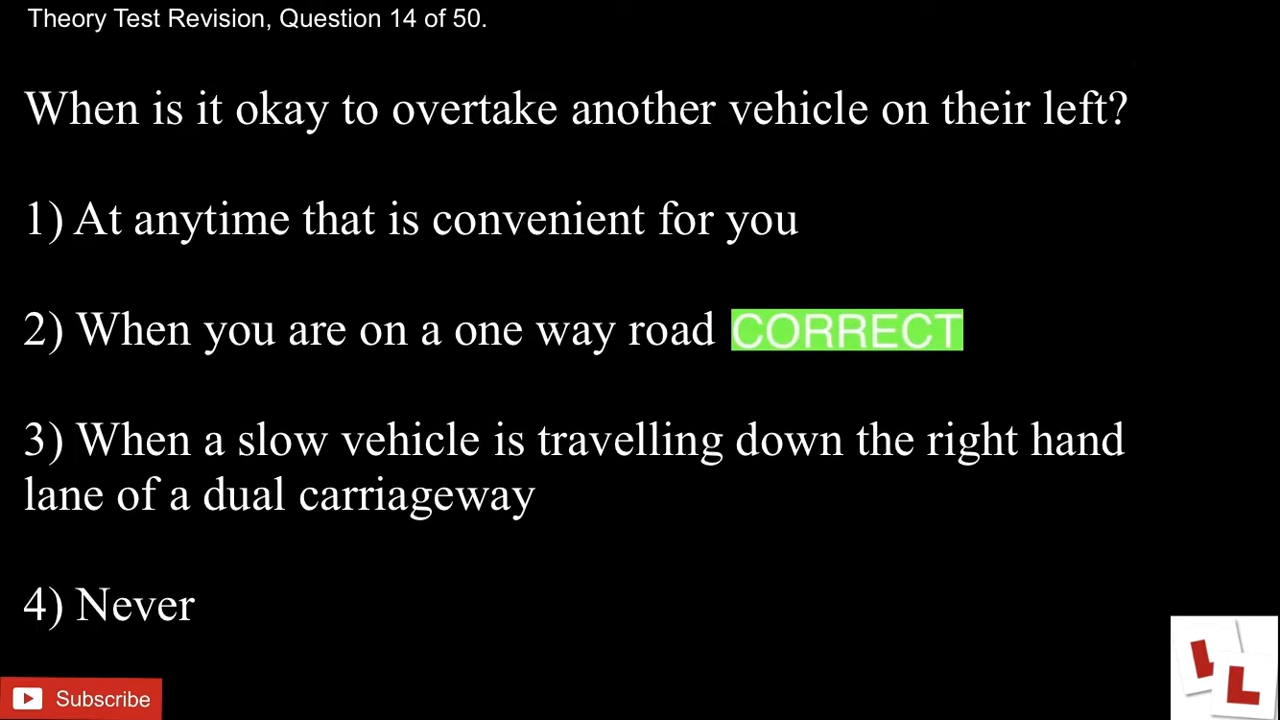 Theory Test Revision, Question 14 of 50.
When is it okay to overtake another vehicle on their left?
1) At anytime that is convenient for you
2) When you are on a one way road CORRECT
3) When a slow vehicle is travelling down the right hand
lane of a dual carriageway
4) Never
L
L
Subscribe